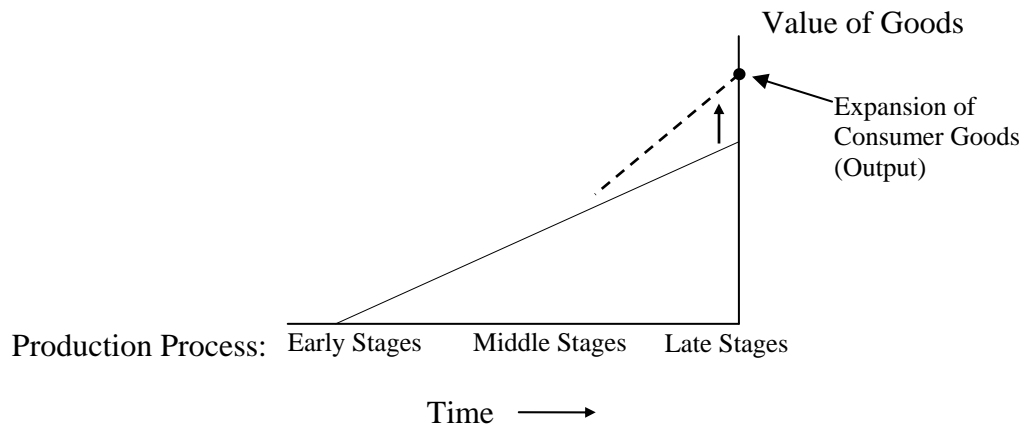 Value of Goods
Expansion of
Consumer Goods
(Output)
Production Process: Early Stages Middle Stages Late Stages
Time